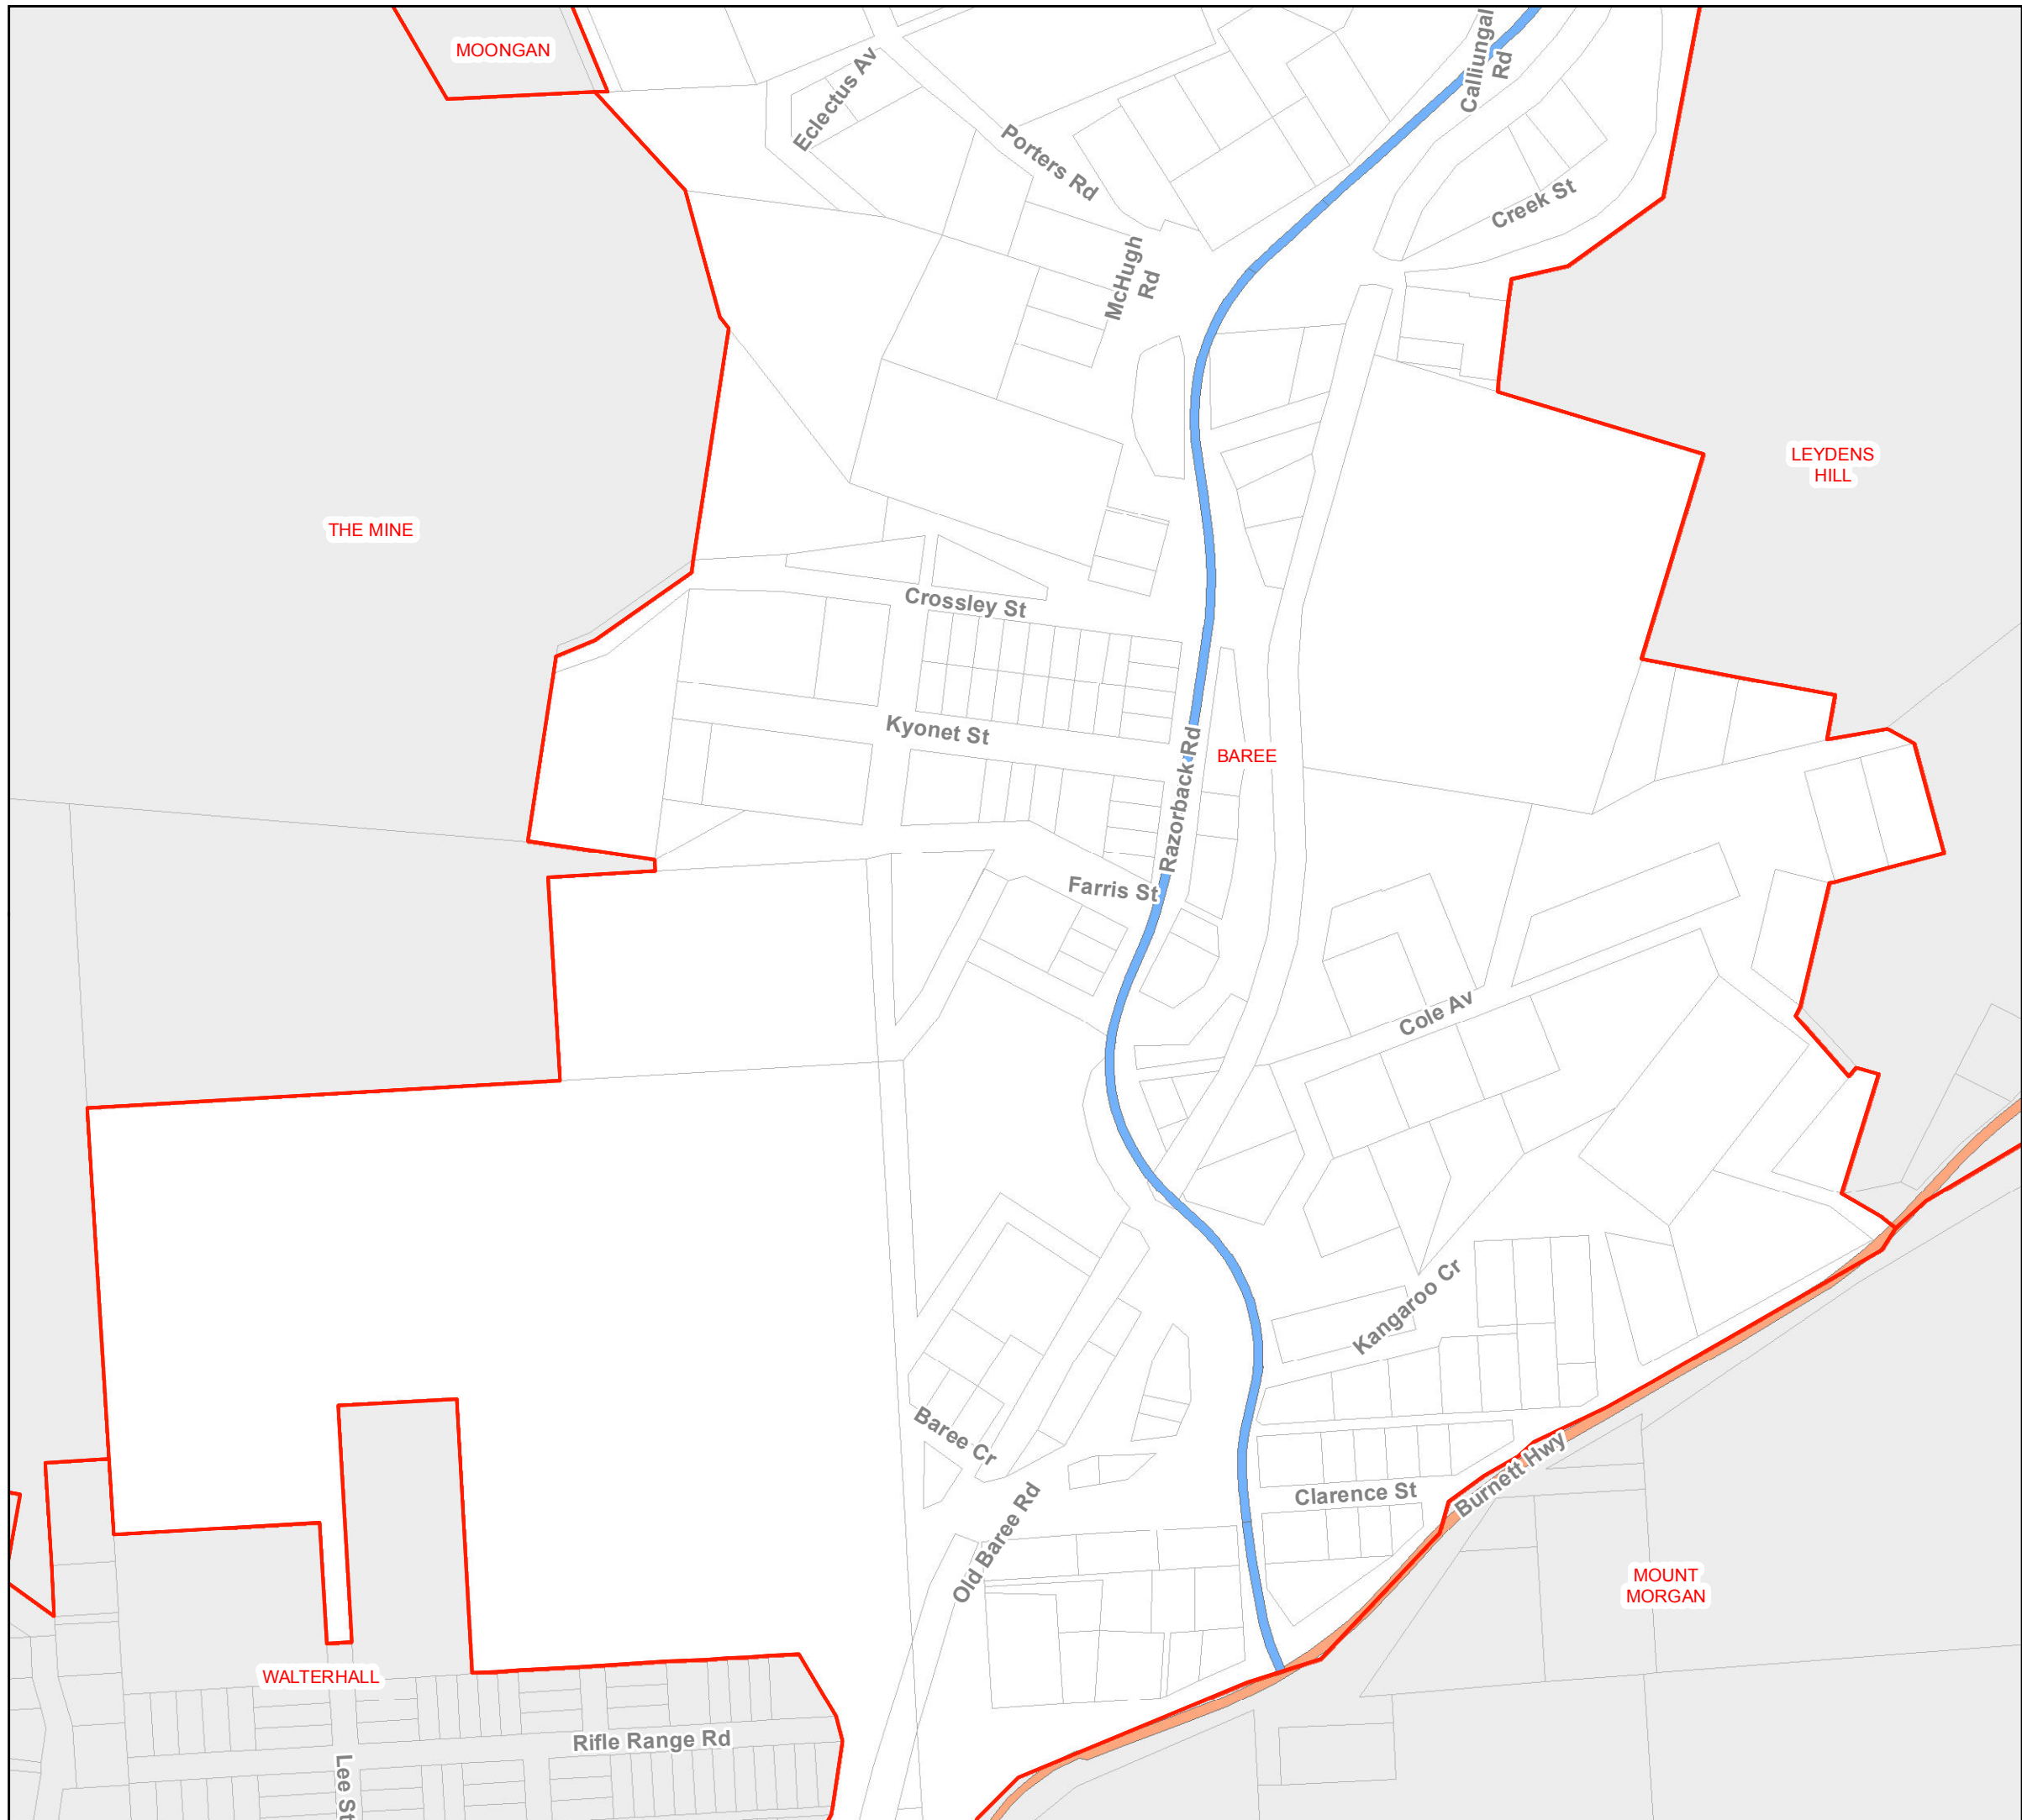 MOONGAN
Eclectus Av
Calliungal
Rd
Porters Rd
Creek St
McHugh
Rd
LEYDENS
HILL
THE MINE
Crossley St
Kyonet St
Razorback Rd
BAREE
Farris St
Cole Av
Kangaroo Cr
Baree Cr
Burnett Hwy
Clarence St
Old Baree Rd
MOUNT
MORGAN
WALTERHALL
Rifle Range Rd
Lee St